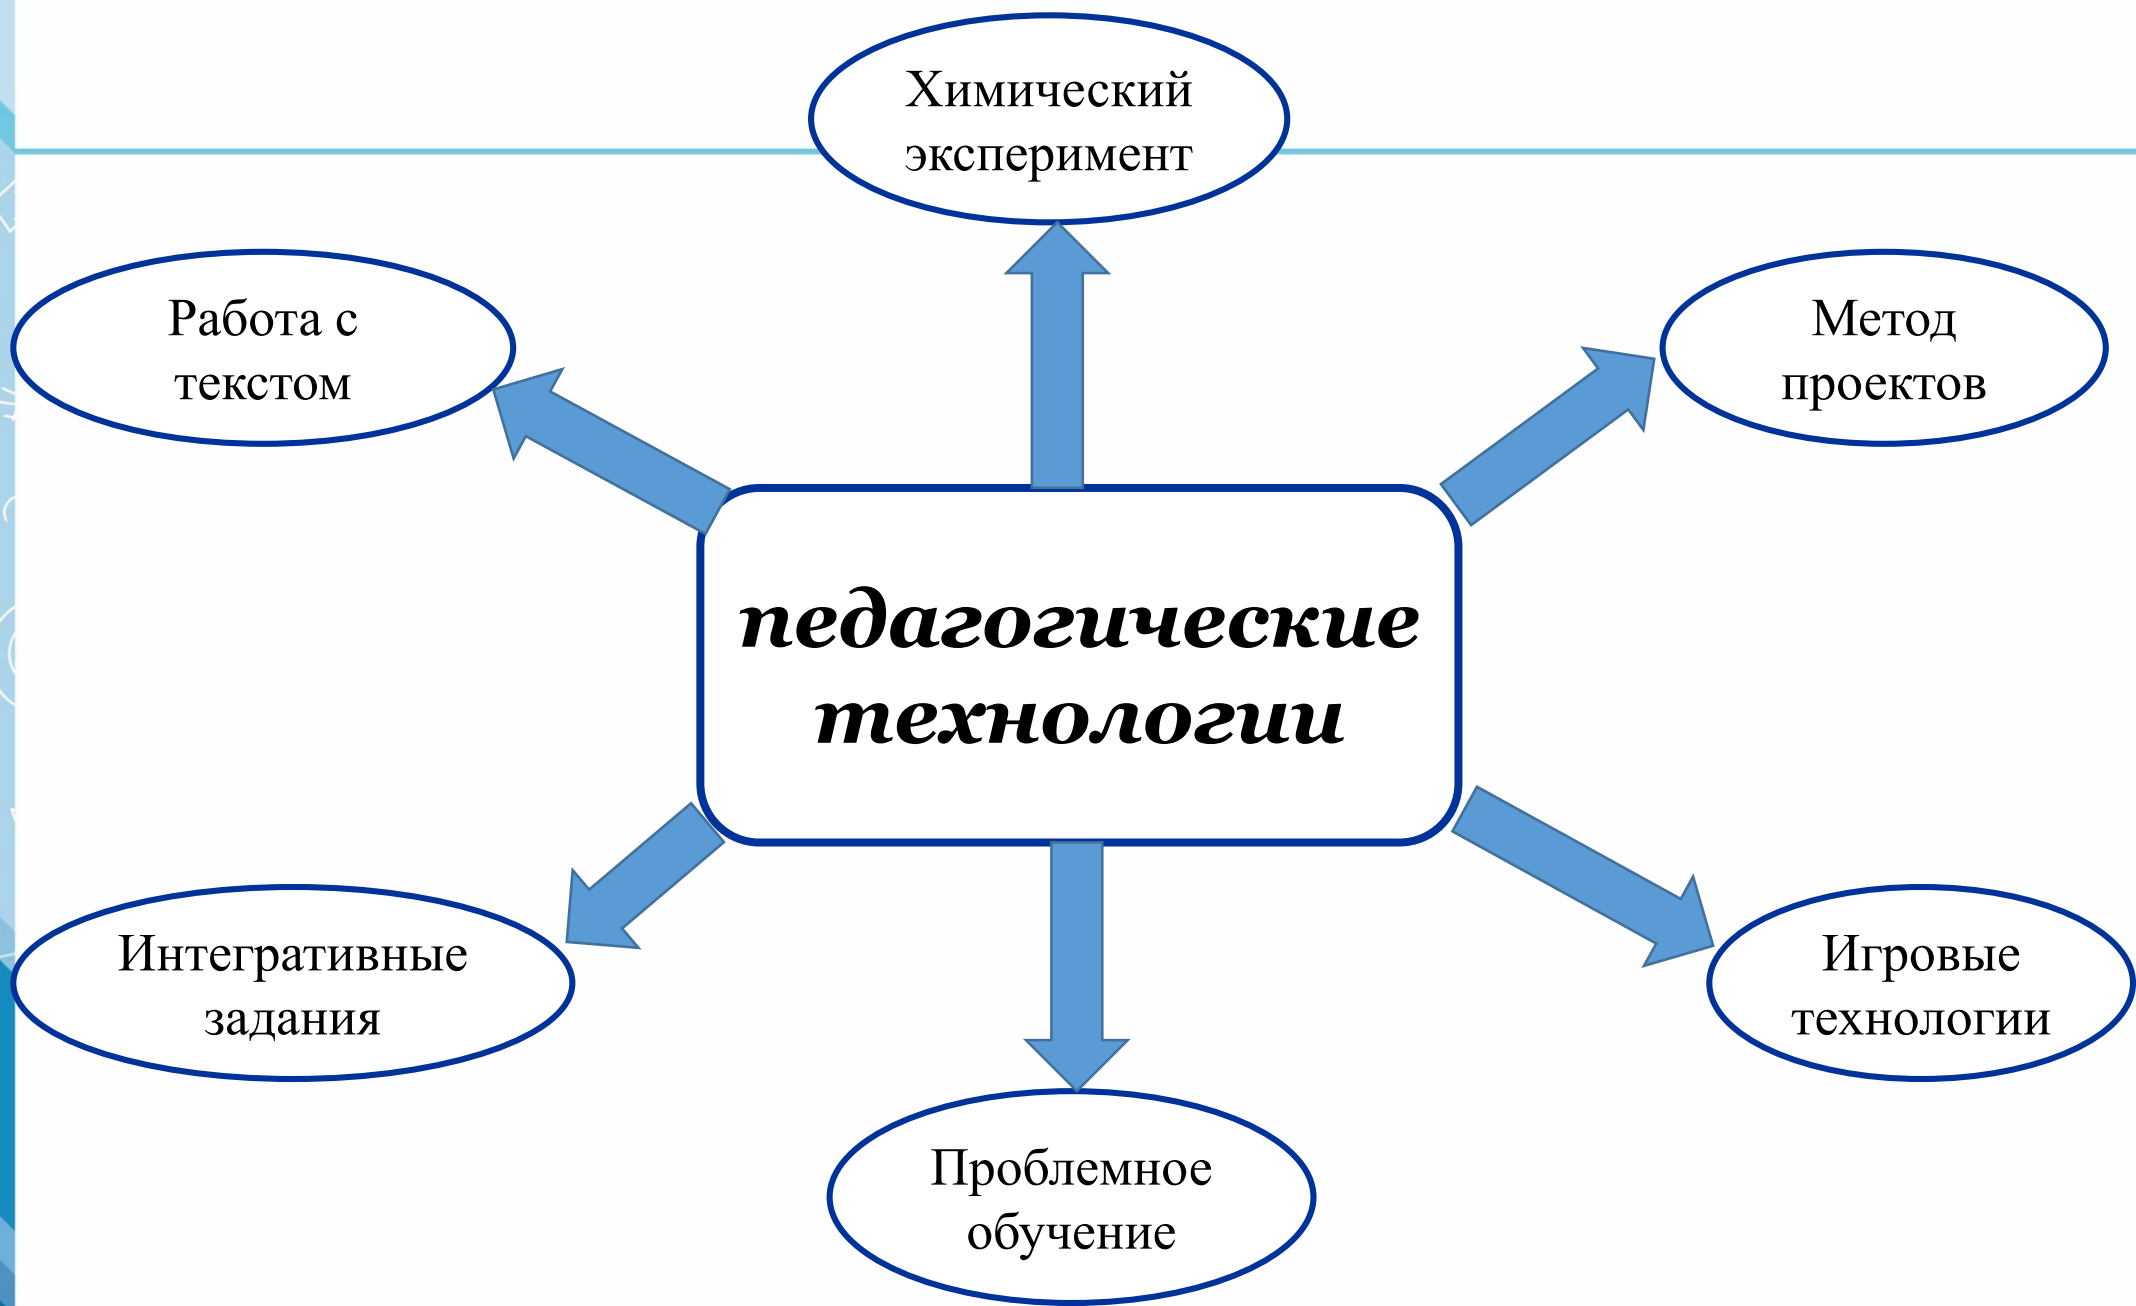 Химический
эксперимент
Работа с
текстом
Метод
проектов
педагогические
технологии
Интегративные
задания
Игровые
технологии
Проблемное
обучение